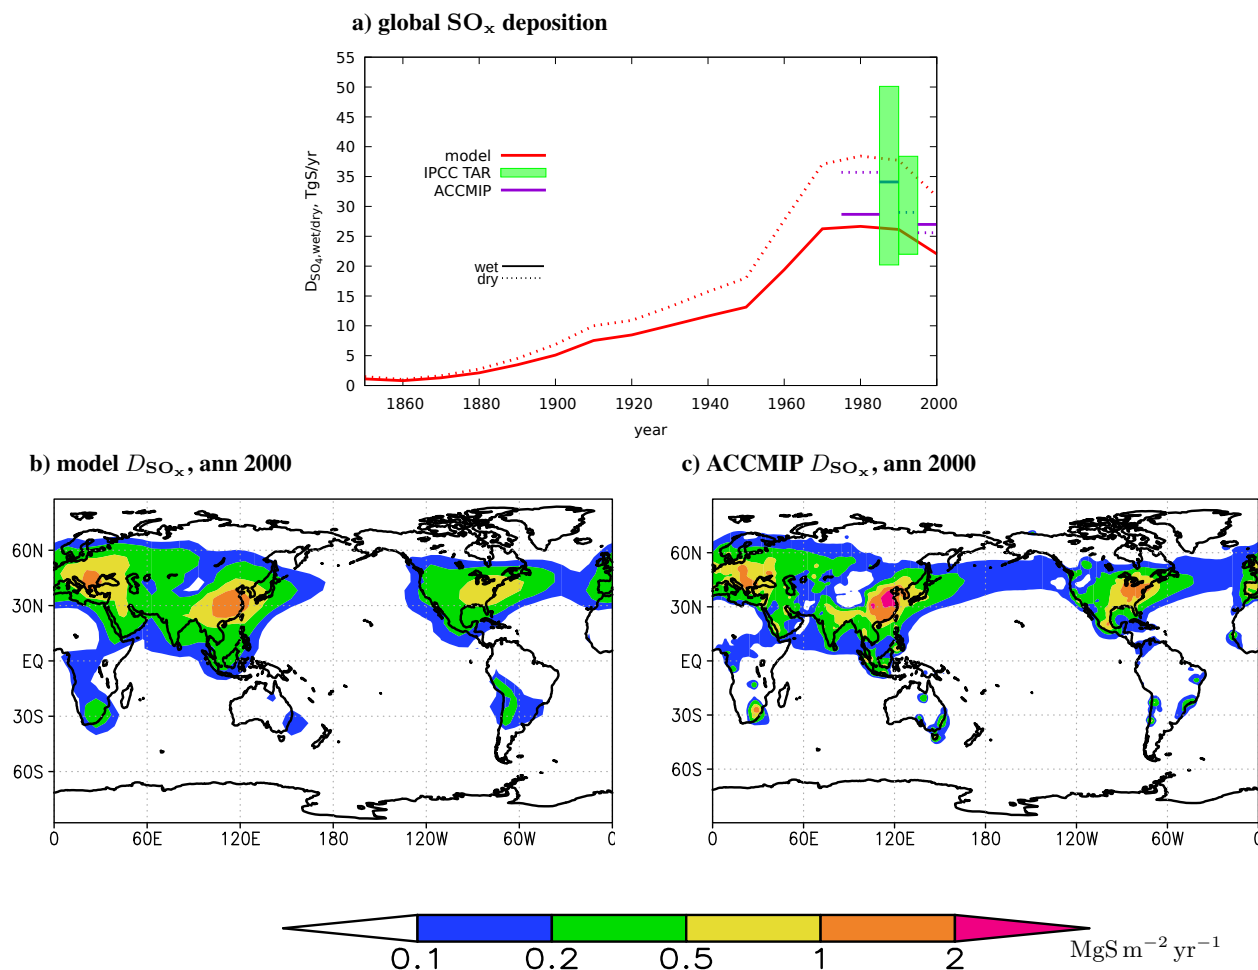 a) global SOx deposition
55
50
45
40
35
30
25
20
15
10
5
0
DSO4,wet/dry, TgS/yr
model
IPCC TAR
ACCMIP
wet
dry
1860 1880 1900 1920 1940 1960 1980 2000
year
b) model DSOx, ann 2000
60N
30N
EQ
30S
60S
0 60E 120E 180 120W 60W 0
c) ACCMIP DSOx, ann 2000
60N
30N
EQ
30S
60S
0 60E 120E 180 120W 60W 0
0.1 0.2 0.5 1 2 MgS m−2 yr−1